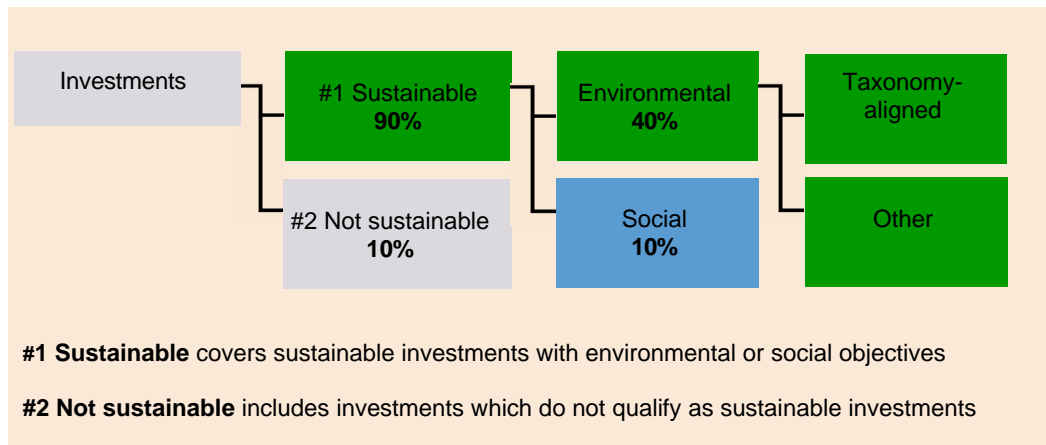 Investments
#1 Sustainable
90%
#2 Not sustainable
10%
Environmental
40%
Social
10%
Taxonomy-
aligned
Other
#1 Sustainable covers sustainable investments with environmental or social objectives
#2 Not sustainable includes investments which do not qualify as sustainable investments